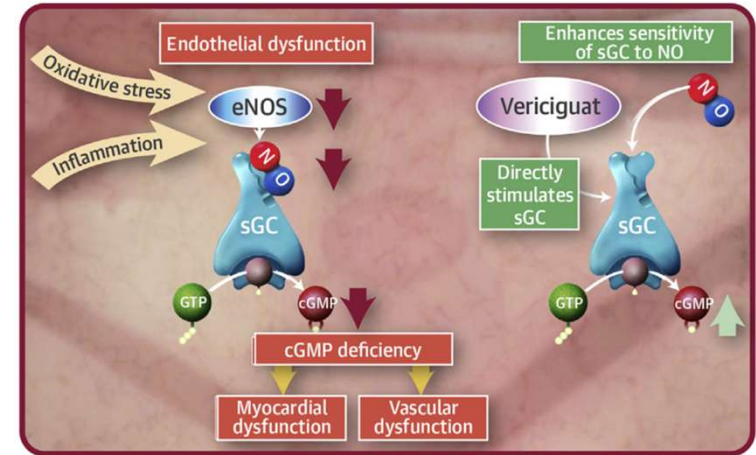 Endothelial dysfunction
Oxidative stress
Inflammation
eNOS
N
O
sGC
GTP
cGMP
cGMP deficiency
Myocardial
dysfunction
Vascular
dysfunction
Enhances sensitivity
of sGC to NO
Vericiguat
N
O
Directly
stimulates
sGC
sGC
GTP
cGMP